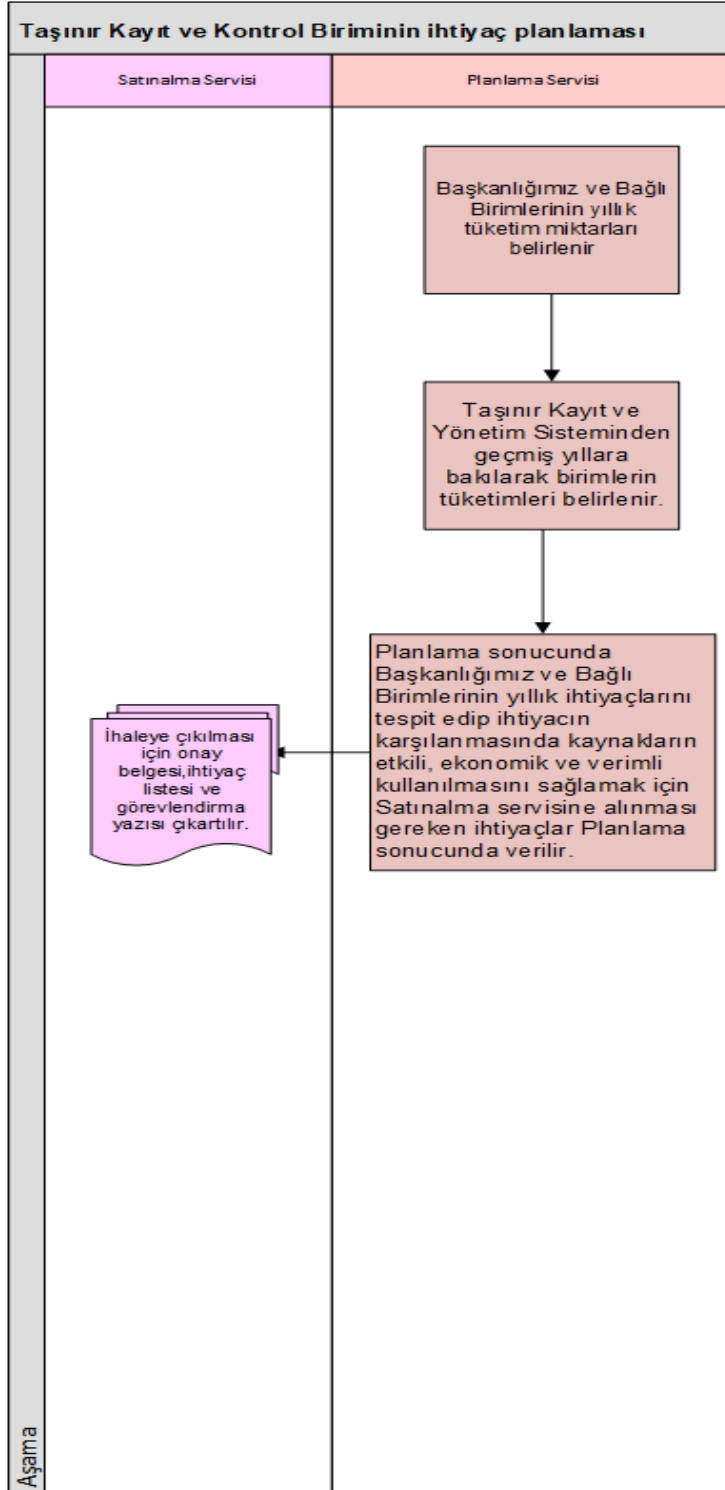 Taşınır Kayıt ve Kontrol Biriminin ihtiyaç planlaması
Satınalma Servisi
Planlama Servisi
Başkanlığımız ve Bağlı
Birimlerinin yıllık
tüketim miktarları
belirlenir
Taşınır Kayıt ve
Yönetim Sisteminden
geçmiş yıllara
bakılarak birimlerin
tüketimleri belirlenir.
Planlama sonucunda
Başkanlığımız ve Bağlı
Birimlerinin yıllık ihtiyaçlarını
tespit edip ihtiyacın
karşılanmasında kaynakların
etkili, ekonomik ve verimli
kullanılmasını sağlamak için
Satınalma servisine alınması
gereken ihtiyaçlar Planlama
sonucunda verilir.
İhaleye çıkılması
için onay
belgesi,ihtiyaç
listesi ve
görevlendirma
yazısı çıkartılır.
Aşama